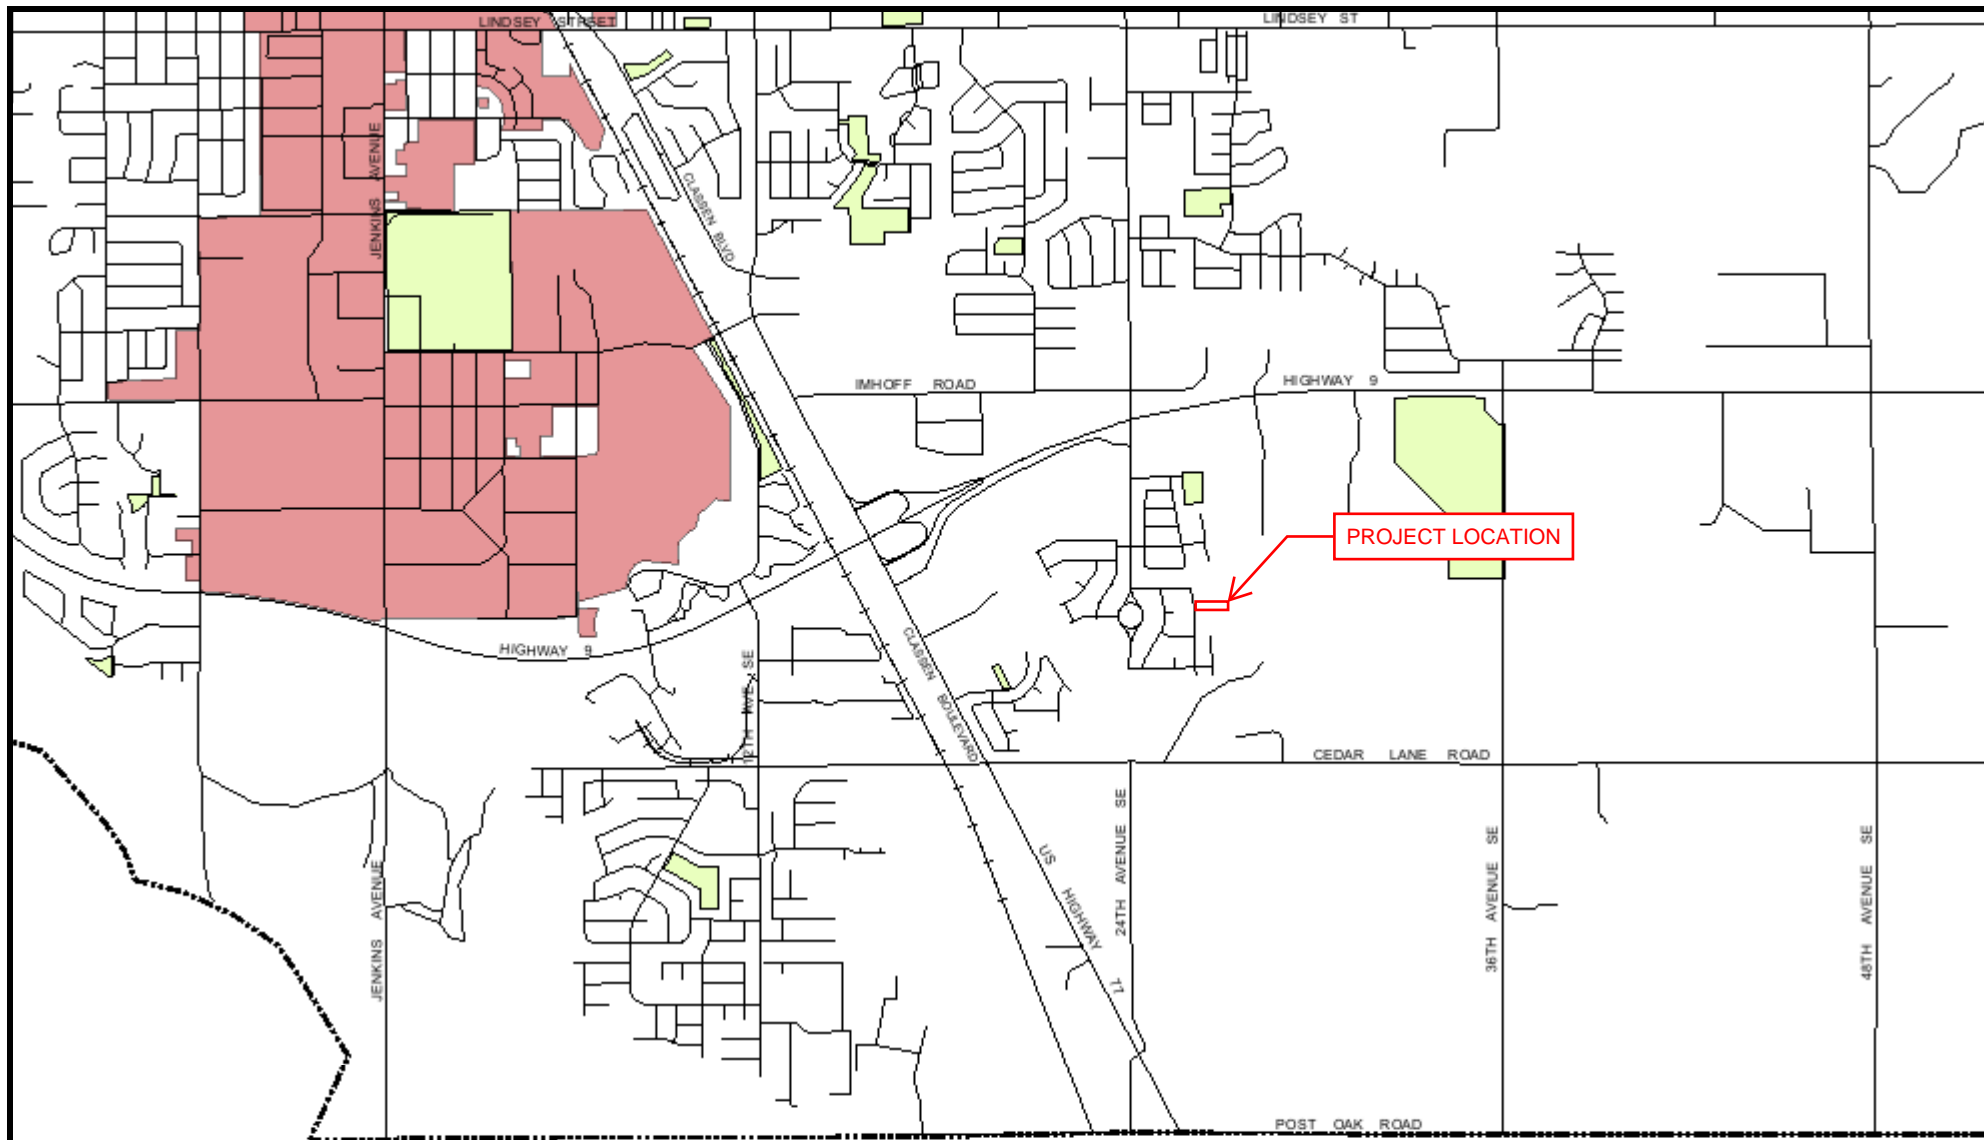 LINDSEY STREET
LINDSEY ST
JENKINS AVENUE
CLASSEN BLVD
IMHOFF ROAD
HIGHWAY 9
PROJECT LOCATION
HIGHWAY 9
12TH AVE SE
CLASSEN BOULEVARD
CEDAR LANE ROAD
JENKINS AVENUE
US HIGHWAY 77
24TH AVENUE SE
36TH AVENUE SE
48TH AVENUE SE
POST OAK ROAD